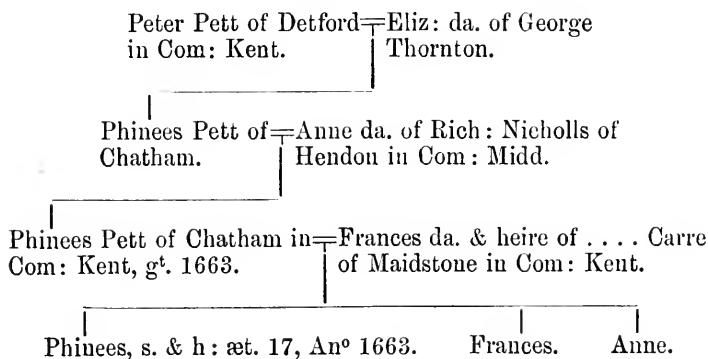 Peter Pett of Detford=Eliz: da. of George
in Com: Kent. Thornton.
Phinees Pett of=Anne da. of Rich: Nicholls of
Chatham. Hendon in Com: Midd.
Phinees Pett of Chatham in=Frances da. & heire of .... Carre
Com: Kent, gᵗ. 1663. of Maidstone in Com: Kent.
Phinees, s. & h: æt. 17, Anº 1663. Frances. Anne.